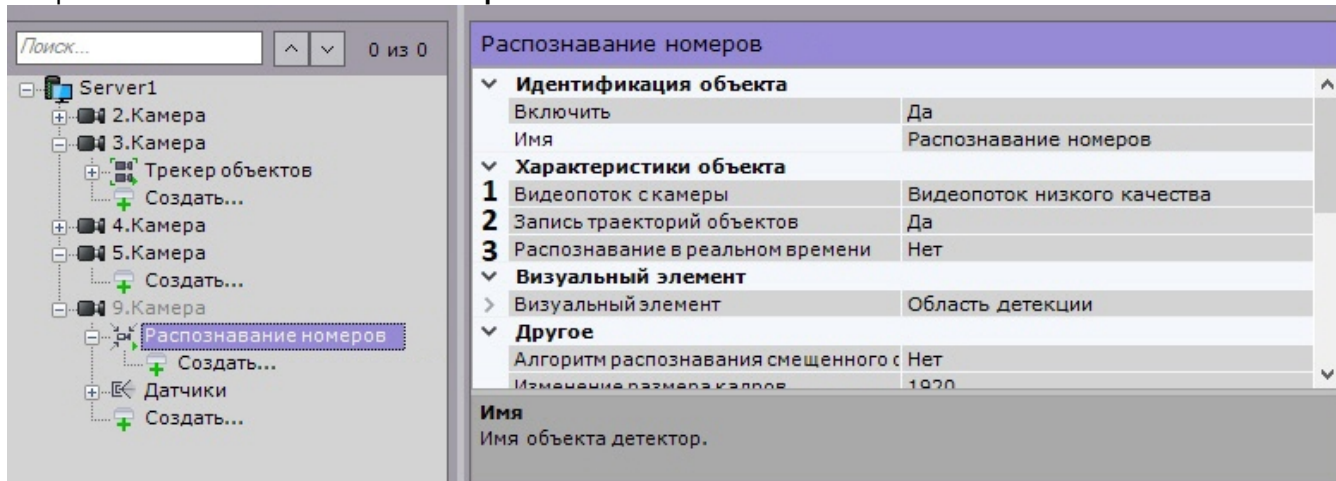 Поиск...
0 из 0
Server1
2.Камера
3.Камера
Трекер объектов
Создать...
4.Камера
5.Камера
Создать...
9.Камера
Распознавание номеров
Создать...
Датчики
Создать...
Распознавание номеров
Идентификация объекта
Включить Да
Имя Распознавание номеров
Характеристики объекта
1 Видеопоток с камеры Видеопоток низкого качества
2 Запись траекторий объектов Да
3 Распознавание в реальном времени Нет
Визуальный элемент
Визуальный элемент Область детекции
Другое
Алгоритм распознавания смещенного с Нет
Изменение размера кадров 1920
Имя
Имя объекта детектор.